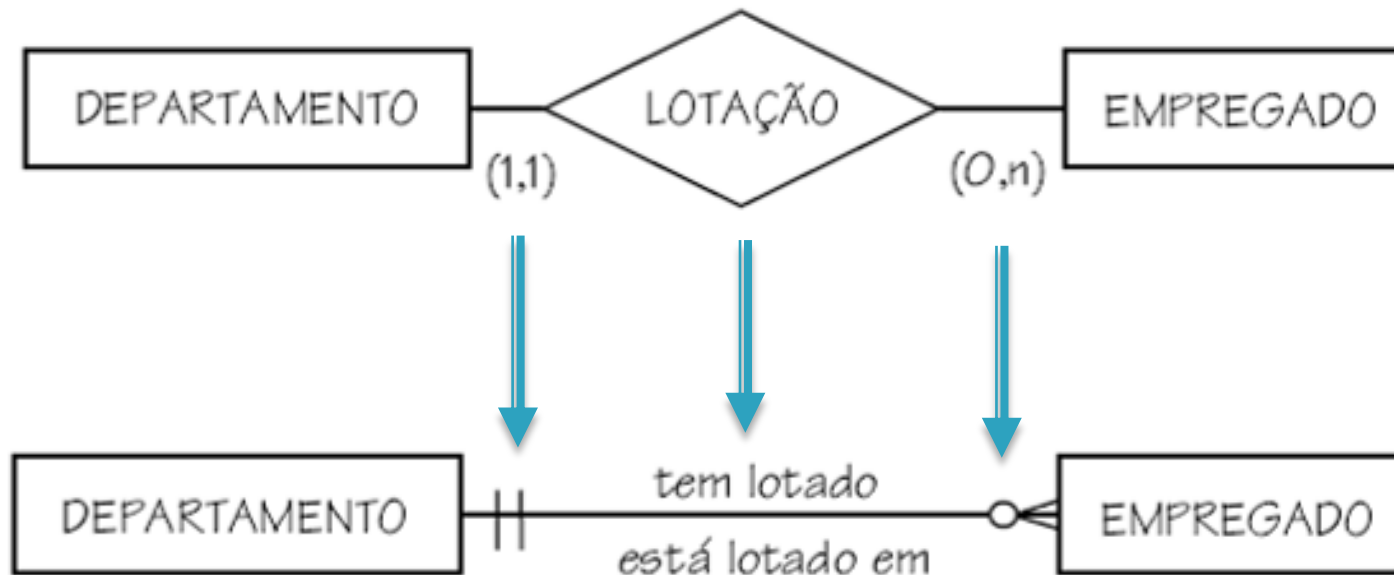 DEPARTAMENTO LOTAÇÃO EMPREGADO
(1,1) (0,n)
tem lotado
DEPARTAMENTO EMPREGADO
está lotado em